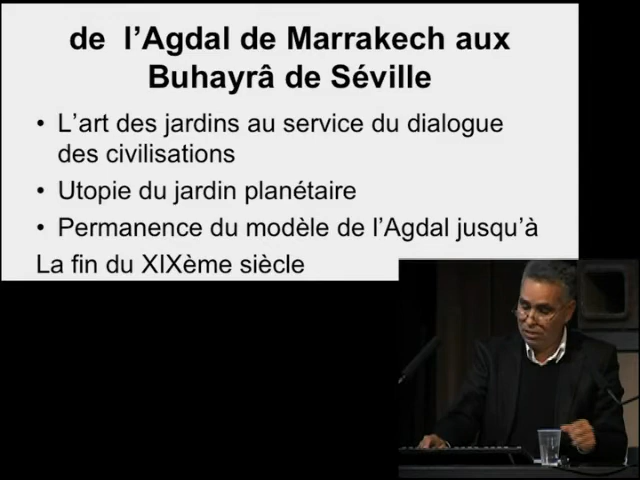 de l’Agdal de Marrakech aux
Buhayrâ de Séville
• L’art des jardins au service du dialogue
des civilisations
• Utopie du jardin planétaire
• Permanence du modèle de l’Agdal jusqu’à
La fin du XIXème siècle